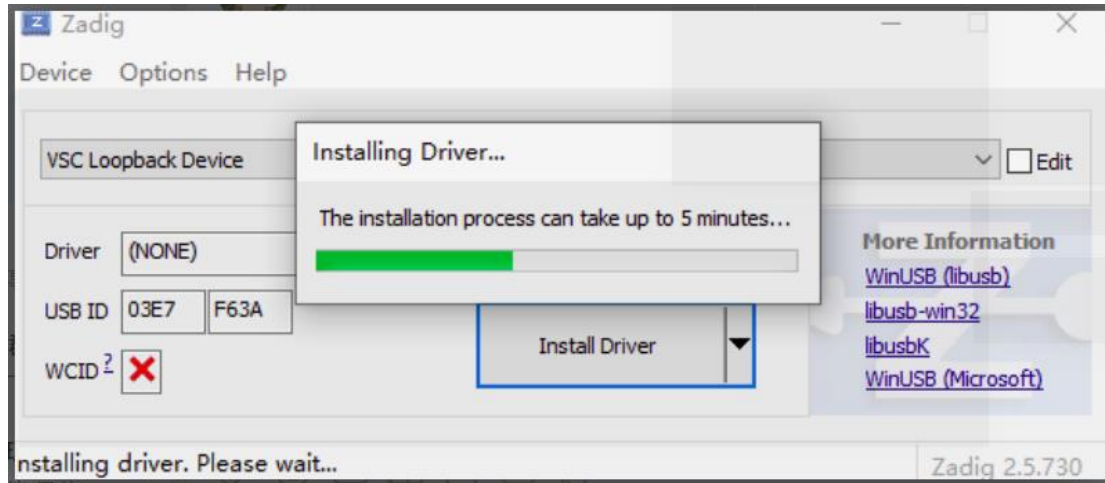 Zadig
Device Options Help
VSC Loopback Device
Edit
Installing Driver...
The installation process can take up to 5 minutes...
Driver (NONE)
USB ID 03E7 F63A
WCID ?
Install Driver
More Information
WinUSB (libusb)
libusb-win32
libusbK
WinUSB (Microsoft)
nstalling driver. Please wait...
Zadig 2.5.730